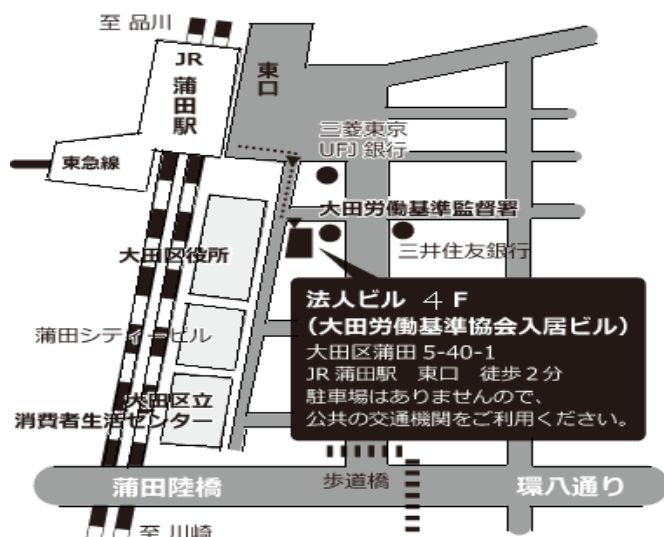 至 品川
JR
蒲田駅
東口
東急線
三菱東京
UFJ 銀行
大田労働基準監督署
三井住友銀行
大田区役所
蒲田シティービル
大田区立
消費者生活センター
法人ビル 4 F
(大田労働基準協会入居ビル)
大田区蒲田 5-40-1
JR 蒲田駅 東口 徒歩 2 分
駐車場はありませんので、
公共の交通機関をご利用ください。
蒲田陸橋
歩道橋
環八通り
至 川崎